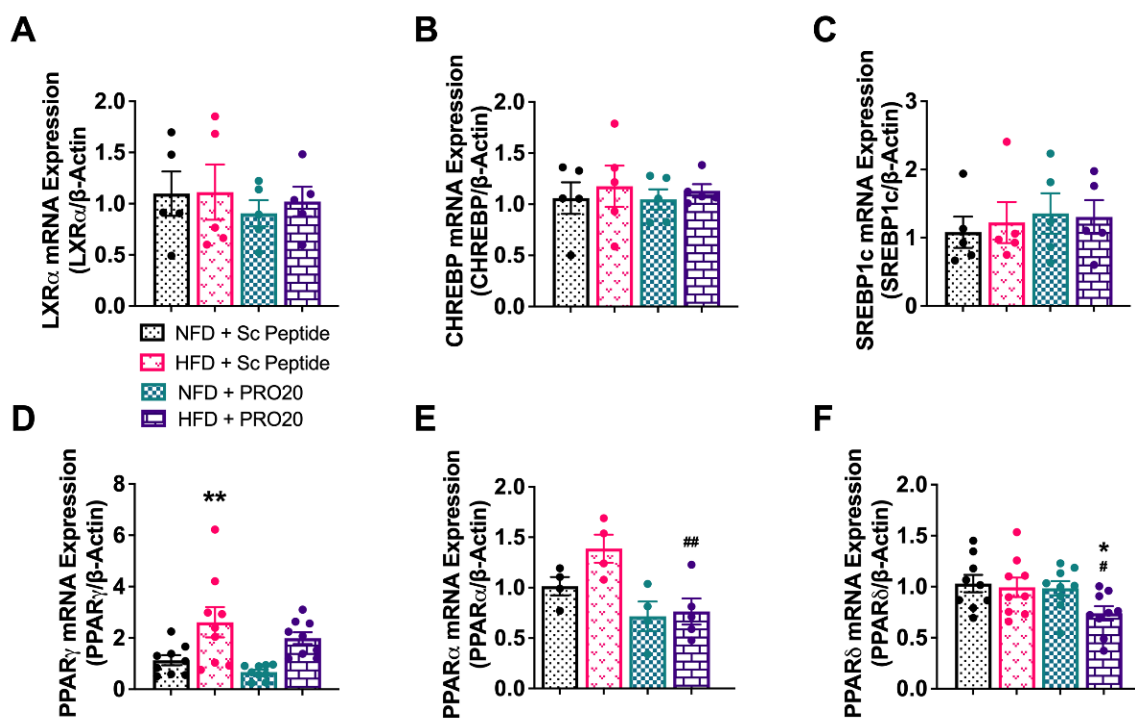 A
LXRα mRNA Expression
(LXRα/β-Actin)
2.0
1.5
1.0
0.5
0.0
B
CHREBP mRNA Expression
(CHREBP/β-Actin)
2.0
1.5
1.0
0.5
0.0
C
SREBP1c mRNA Expression
(SREBP1c/β-Actin)
3
2
1
0
NFD + Sc Peptide
HFD + Sc Peptide
NFD + PRO20
HFD + PRO20
D
PPARγ mRNA Expression
(PPARγ/β-Actin)
8
6
4
2
0
**
E
PPARα mRNA Expression
(PPARα/β-Actin)
2.0
1.5
1.0
0.5
0.0
##
F
PPARδ mRNA Expression
(PPARδ/β-Actin)
2.0
1.5
1.0
0.5
0.0
*
#